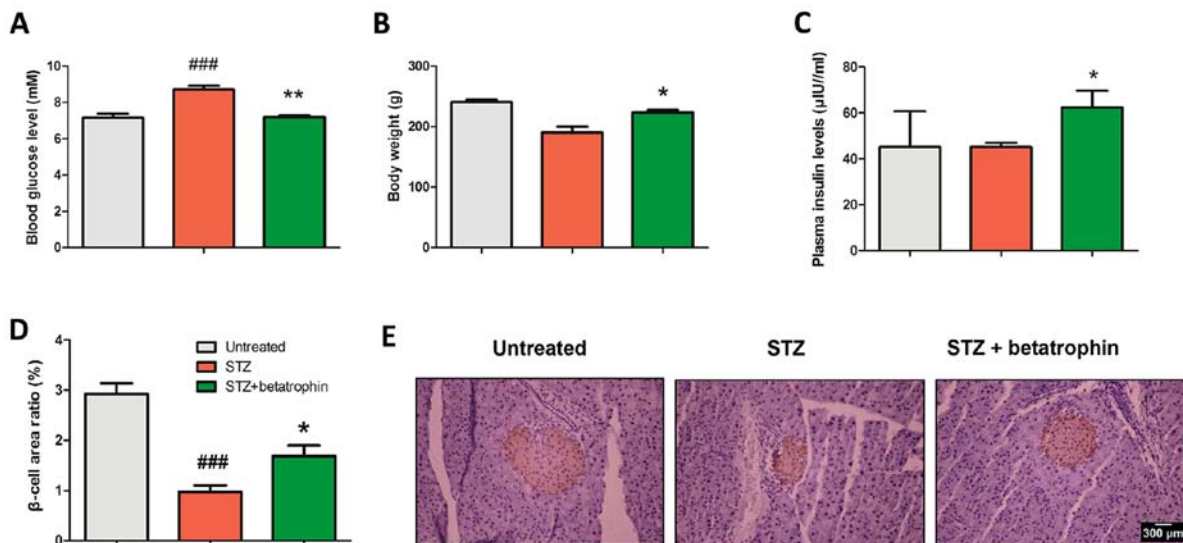 A
Blood glucose level (mM)
10
8
6
4
2
0
###
**
B
Body weight (g)
300
200
100
0
*
C
Plasma insulin levels (µIU//ml)
80
60
40
20
0
*
D
β-cell area ratio (%)
4
3
2
1
0
###
*
Untreated
STZ
STZ+betatrophin
E
Untreated
STZ
STZ + betatrophin
300 µm